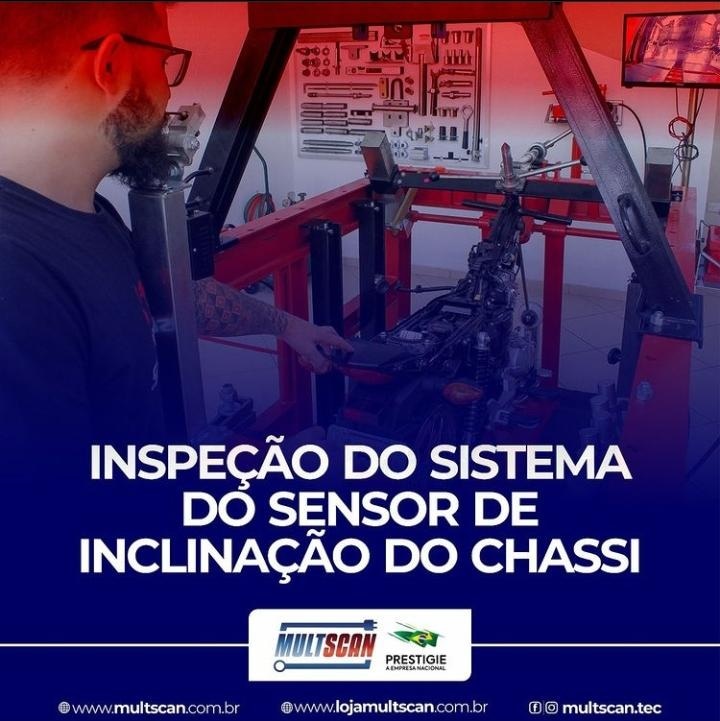 INSPEÇÃO DO SISTEMA
DO SENSOR DE
INCLINAÇÃO DO CHASSI
MULTSCAN
PRESTIGIE
A EMPRESA NACIONAL
www.multscan.com.br
www.lojamultscan.com.br
multscan.tec